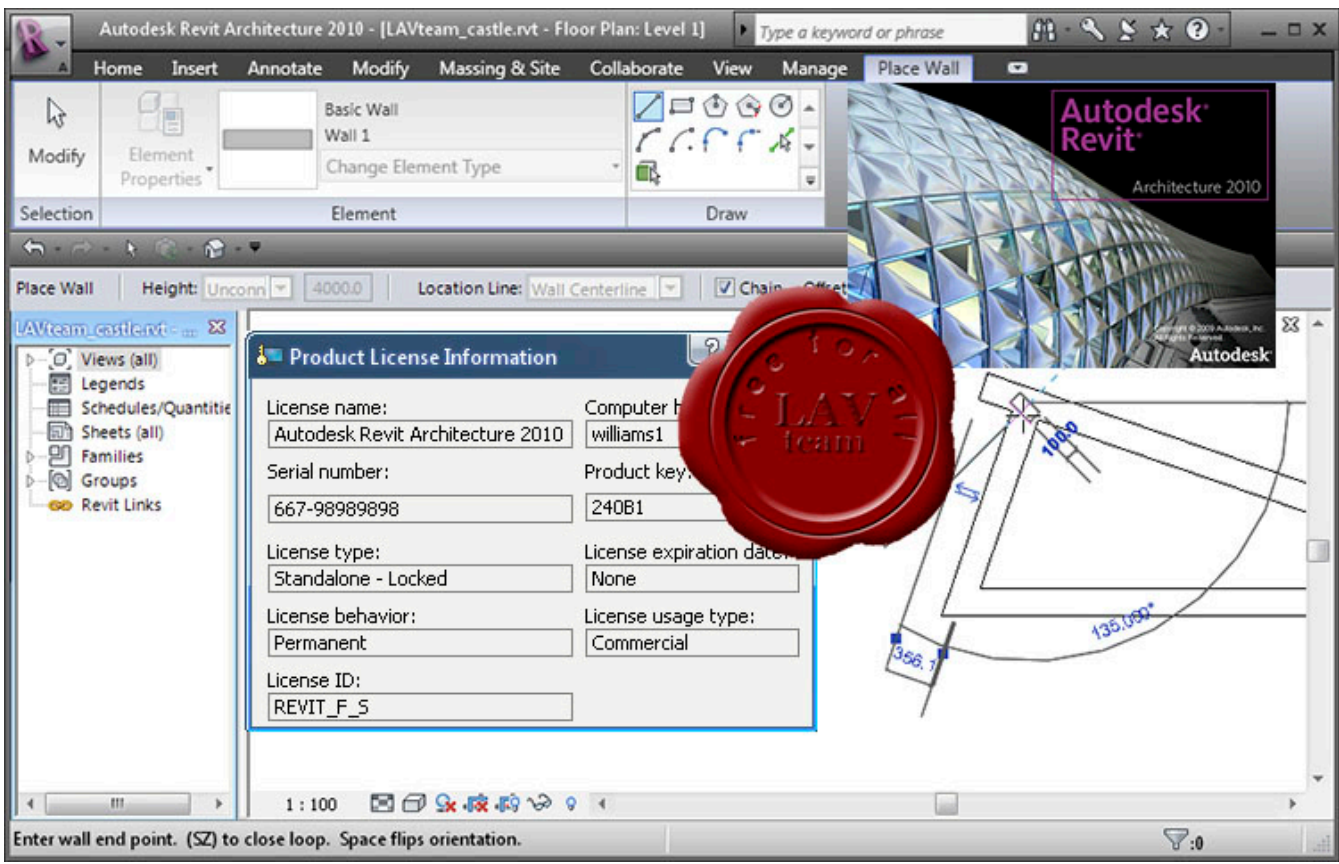 Autodesk Revit Architecture 2010 - [LAVteam_castle.rvt - Floor Plan: Level 1]
Type a keyword or phrase
Home Insert Annotate Modify Massing & Site Collaborate View Manage Place Wall
Modify
Element Properties
Basic Wall
Wall 1
Change Element Type
Selection
Element
Draw
Autodesk
Revit
Architecture 2010
Autodesk
Place Wall
Height: Unconn
4000.0
Location Line: Wall Centerline
Chain
Offset
LAVteam_castle.rvt - ...
Views (all)
Legends
Schedules/Quantitie
Sheets (all)
Families
Groups
Revit Links
Product License Information
License name:
Autodesk Revit Architecture 2010
Computer
williams1
Serial number:
667-98989898
Product key:
240B1
License type:
Standalone - Locked
License expiration date:
None
License behavior:
Permanent
License usage type:
Commercial
License ID:
REVIT_F_S
free for all
LAV
team
100.0
135.000°
356.1
1 : 100
Enter wall end point. (SZ) to close loop. Space flips orientation.
:0